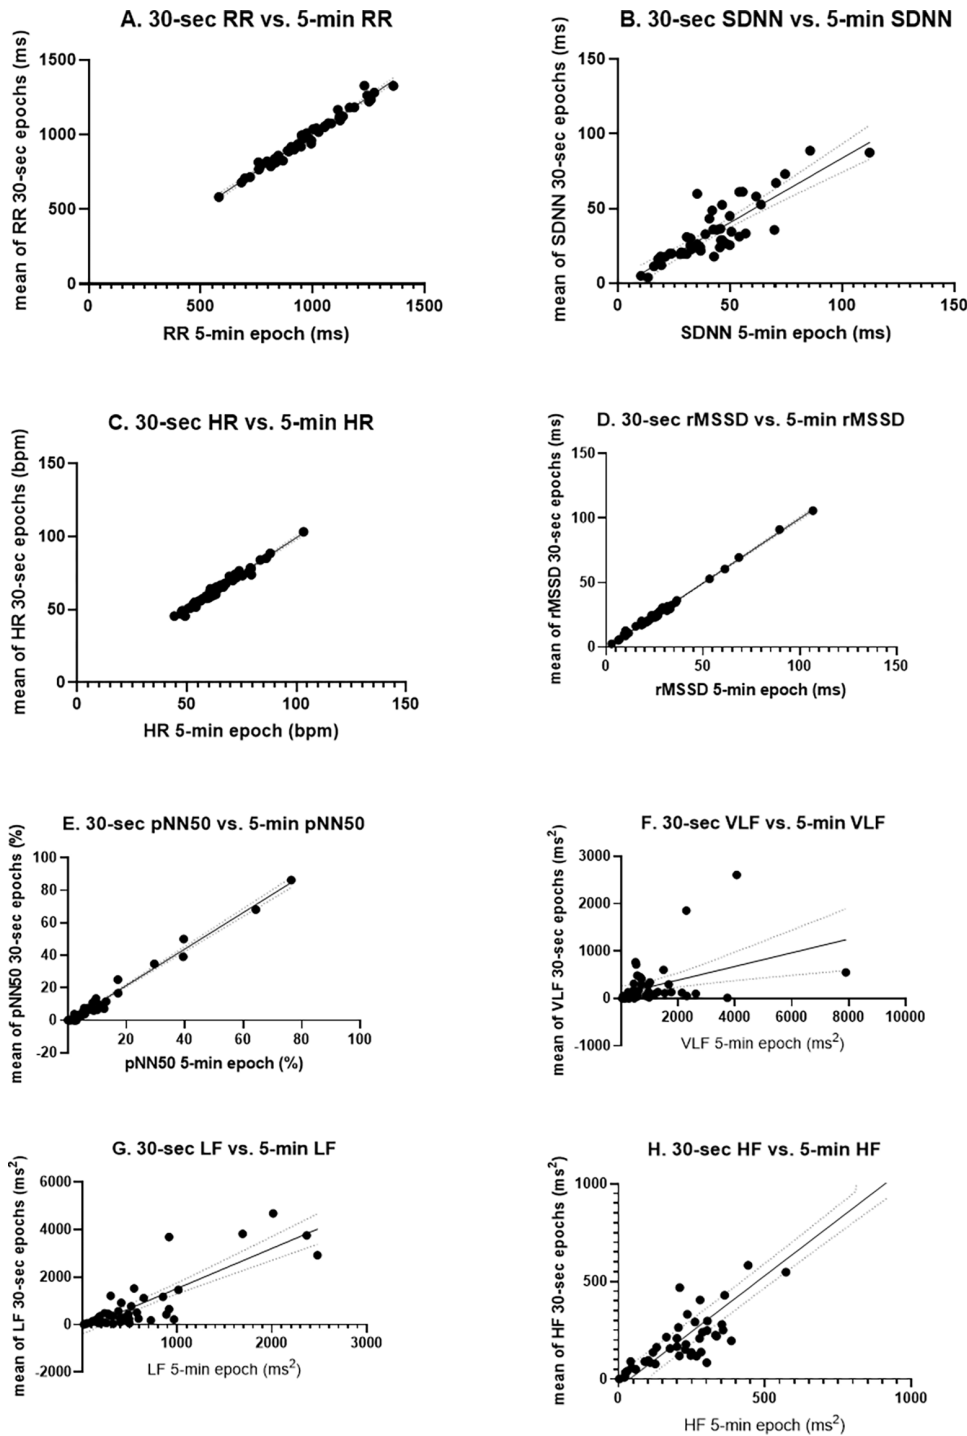 A. 30-sec RR vs. 5-min RR
mean of RR 30-sec epochs (ms)
1500
1000
500
0
0 500 1000 1500
RR 5-min epoch (ms)
B. 30-sec SDNN vs. 5-min SDNN
mean of SDNN 30-sec epochs (ms)
150
100
50
0
0 50 100 150
SDNN 5-min epoch (ms)
C. 30-sec HR vs. 5-min HR
mean of HR 30-sec epochs (bpm)
150
100
50
0
0 50 100 150
HR 5-min epoch (bpm)
D. 30-sec rMSSD vs. 5-min rMSSD
mean of rMSSD 30-sec epochs (ms)
150
100
50
0
0 50 100 150
rMSSD 5-min epoch (ms)
E. 30-sec pNN50 vs. 5-min pNN50
mean of pNN50 30-sec epochs (%)
100
80
60
40
20
0
-20
20 40 60 80 100
pNN50 5-min epoch (%)
F. 30-sec VLF vs. 5-min VLF
mean of VLF 30-sec epochs (ms²)
3000
2000
1000
0
-1000
2000 4000 6000 8000 10000
VLF 5-min epoch (ms²)
G. 30-sec LF vs. 5-min LF
mean of LF 30-sec epochs (ms²)
6000
4000
2000
0
-2000
1000 2000 3000
LF 5-min epoch (ms²)
H. 30-sec HF vs. 5-min HF
mean of HF 30-sec epochs (ms²)
1000
500
0
0 500 1000
HF 5-min epoch (ms²)